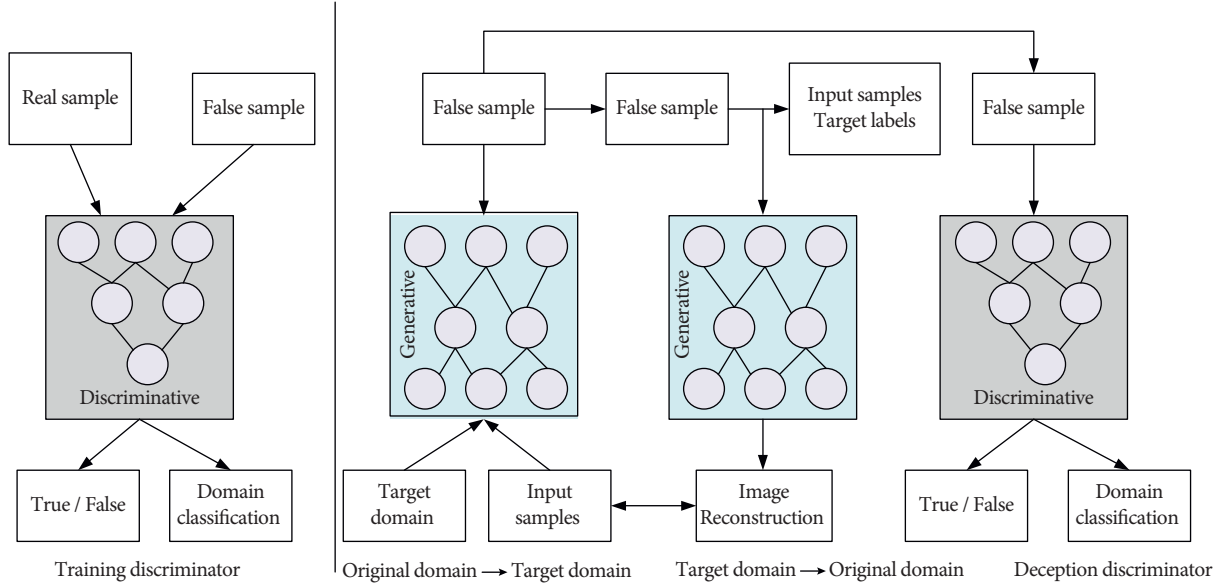 Real sample
False sample
False sample
False sample
Input samples
Target labels
False sample
Discriminative
Generative
Generative
Discriminative
True / False
Domain
classification
Target
domain
Input
samples
Image
Reconstruction
True / False
Domain
classification
Training discriminator
Original domain → Target domain
Target domain → Original domain
Deception discriminator